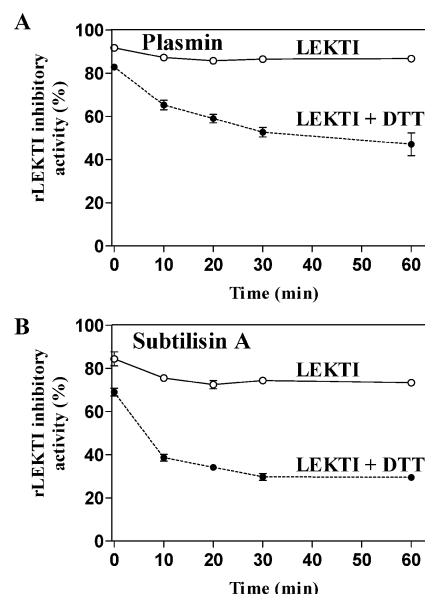 A
Plasmin
LEKTI
LEKTI + DTT
rLEKTI inhibitory
activity (%)
100
80
60
40
20
0
0 10 20 30 40 50 60
Time (min)
B
Subtilisin A
LEKTI
LEKTI + DTT
rLEKTI inhibitory
activity (%)
100
80
60
40
20
0
0 10 20 30 40 50 60
Time (min)